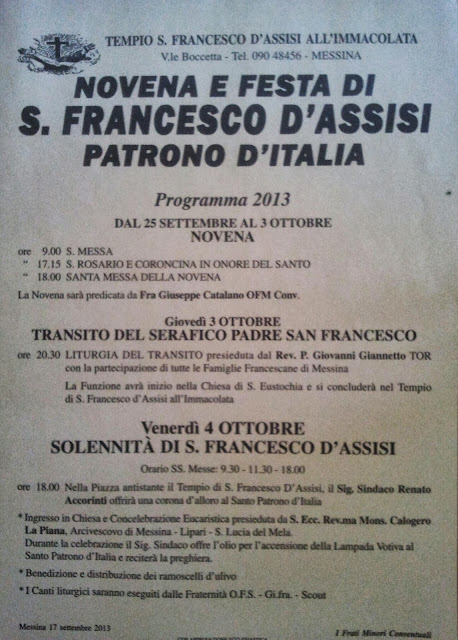 TEMPIO S. FRANCESCO D'ASSISI ALL'IMMACOLATA
V.le Boccetta - Tel. 090 48456 - MESSINA
NOVENA E FESTA DI
S. FRANCESCO D'ASSISI
PATRONO D'ITALIA
Programma 2013
DAL 25 SETTEMBRE AL 3 OTTOBRE
NOVENA
ore 9.00 S. MESSA
" 17.15 S. ROSARIO E CORONCINA IN ONORE DEL SANTO
" 18.00 SANTA MESSA DELLA NOVENA
La Novena sarà predicata da Fra Giuseppe Catalano OFM Conv.
Giovedì 3 OTTOBRE
TRANSITO DEL SERAFICO PADRE SAN FRANCESCO
ore 20.30 LITURGIA DEL TRANSITO presieduta dal Rev. P. Giovanni Giannetto TOR
con la partecipazione di tutte le Famiglie Francescane di Messina
La Funzione avrà inizio nella Chiesa di S. Eustochia e si concluderà nel Tempio
di S. Francesco d'Assisi all'Immacolata
Venerdì 4 OTTOBRE
SOLENNITÀ DI S. FRANCESCO D'ASSISI
Orario SS. Messe: 9.30 - 11.30 - 18.00
ore 18.00 Nella Piazza antistante il Tempio di S. Francesco D'Assisi, il Sig. Sindaco Renato
Accorinti offrirà una corona d'alloro al Santo Patrono d'Italia
* Ingresso in Chiesa e Concelebrazione Eucaristica presieduta da S. Ecc. Rev.ma Mons. Calogero
La Piana, Arcivescovo di Messina - Lipari - S. Lucia del Mela.
Durante la celebrazione il Sig. Sindaco offre l'olio per l'accensione della Lampada Votiva al
Santo Patrono d'Italia e reciterà la preghiera.
* Benedizione e distribuzione dei ramoscelli d'ulivo
* I Canti liturgici saranno eseguiti dalle Fraternità O.F.S. - Gi.fra. - Scout
Messina 17 settembre 2013
I Frati Minori Conventuali